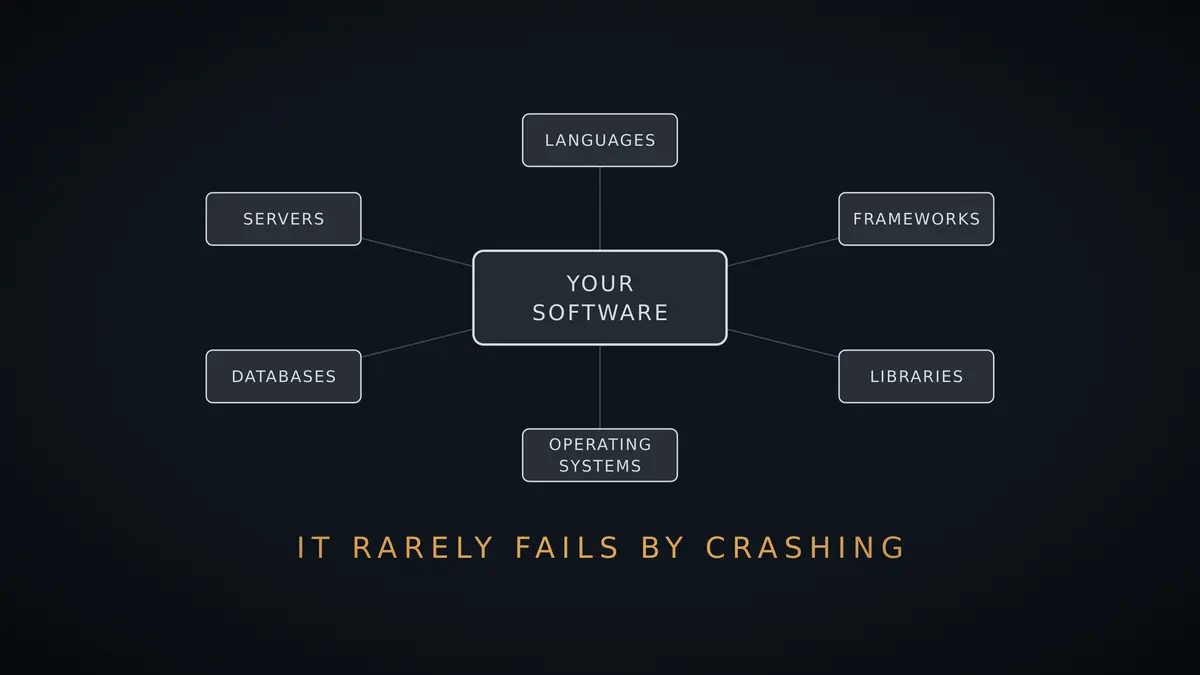 LANGUAGES
SERVERS
FRAMEWORKS
YOUR
SOFTWARE
DATABASES
LIBRARIES
OPERATING
SYSTEMS
IT RARELY FAILS BY CRASHING